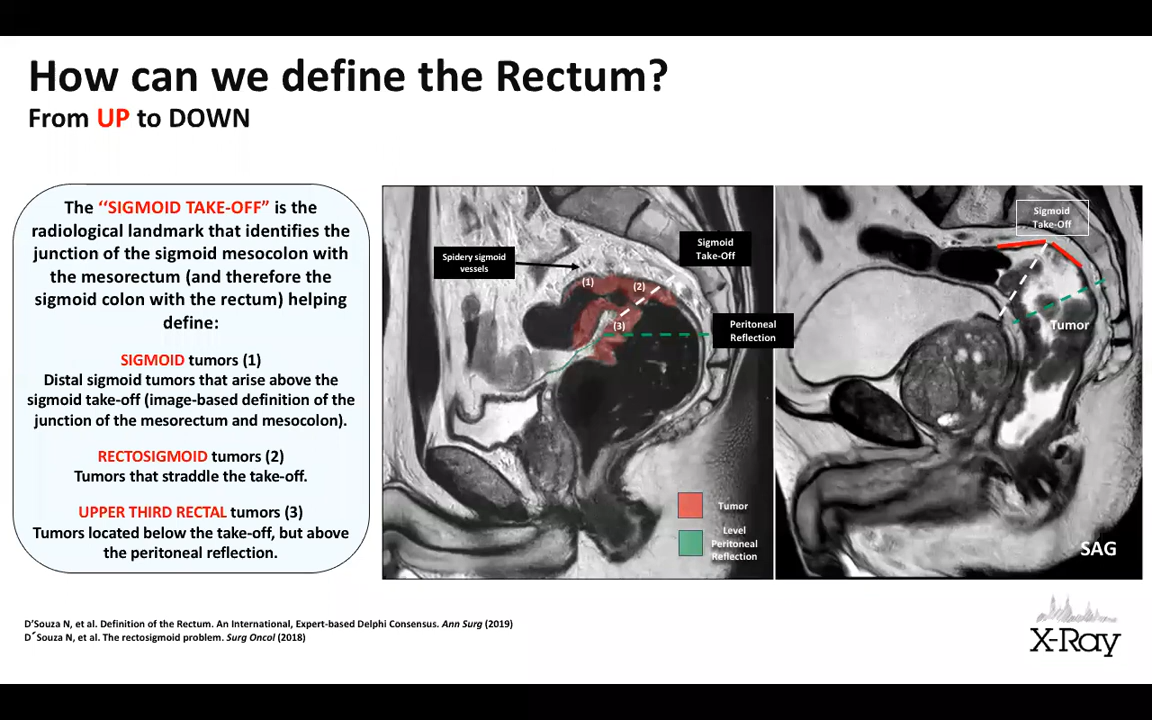 How can we define the Rectum?
From UP to DOWN
The ‘‘SIGMOID TAKE-OFF” is the
radiological landmark that identifies the
junction of the sigmoid mesocolon with
the mesorectum (and therefore the
sigmoid colon with the rectum) helping
define:
SIGMOID tumors (1)
Distal sigmoid tumors that arise above the
sigmoid take-off (image-based definition of the
junction of the mesorectum and mesocolon).
RECTOSIGMOID tumors (2)
Tumors that straddle the take-off.
UPPER THIRD RECTAL tumors (3)
Tumors located below the take-off, but above
the peritoneal reflection.
Spidery sigmoid
vessels
(1)
(2)
(3)
Sigmoid
Take-Off
Peritoneal
Reflection
Tumor
Level
Peritoneal
Reflection
Sigmoid
Take-Off
Tumor
SAG
D’Souza N, et al. Definition of the Rectum. An International, Expert-based Delphi Consensus. Ann Surg (2019)
D´Souza N, et al. The rectosigmoid problem. Surg Oncol (2018)
X-Ray